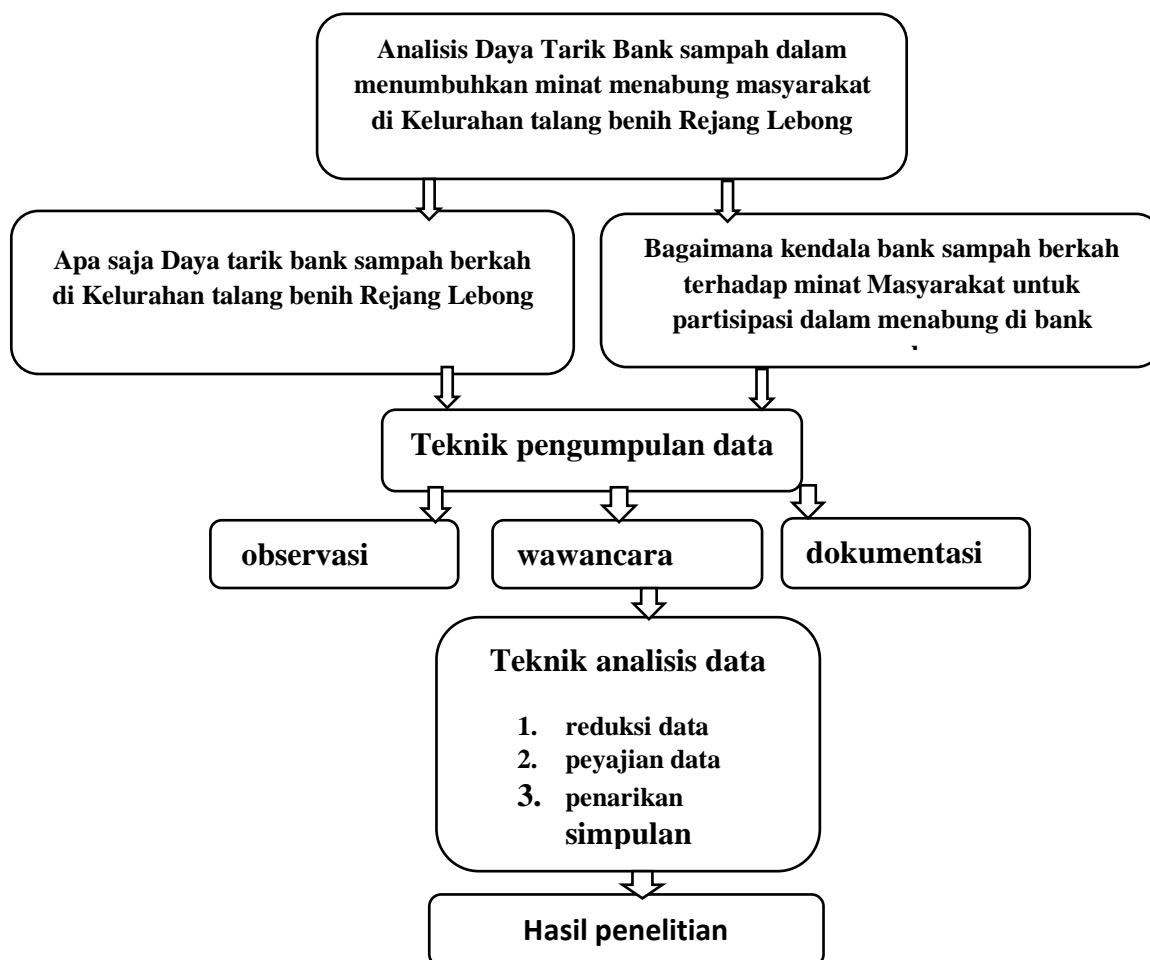 Analisis Daya Tarik Bank sampah dalam
menumbuhkan minat menabung masyarakat
di Kelurahan talang benih Rejang Lebong
Apa saja Daya tarik bank sampah berkah
di Kelurahan talang benih Rejang Lebong
Bagaimana kendala bank sampah berkah
terhadap minat Masyarakat untuk
partisipasi dalam menabung di bank
Teknik pengumpulan data
observasi
wawancara
dokumentasi
Teknik analisis data
1. reduksi data
2. peyajian data
3. penarikan
simpulan
Hasil penelitian